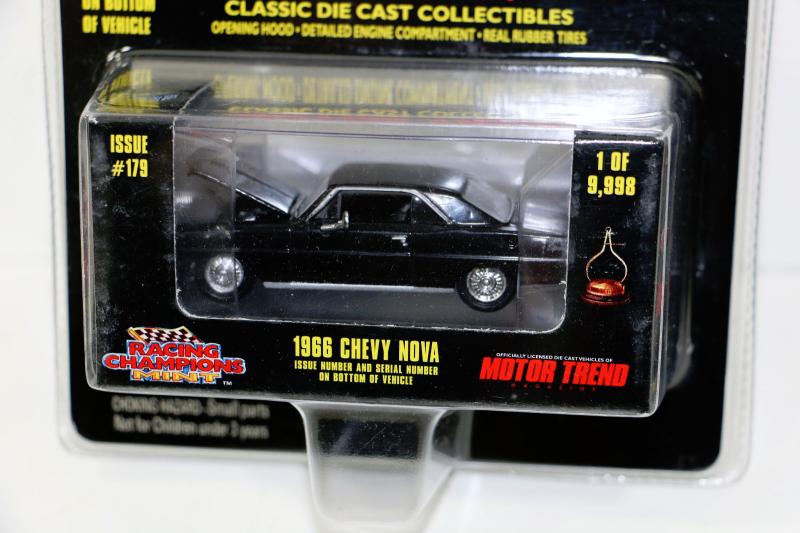 ON BOTTOM
OF VEHICLE
CLASSIC DIE CAST COLLECTIBLES
OPENING HOOD • DETAILED ENGINE COMPARTMENT • REAL RUBBER TIRES
ISSUE
#179
1 OF
9,998
RACING
CHAMPIONS
MINT
TM
1966 CHEVY NOVA
ISSUE NUMBER AND SERIAL NUMBER
ON BOTTOM OF VEHICLE
OFFICIALLY LICENSED DIE CAST VEHICLES OF
MOTOR TREND
MAGAZINE
CHOKING HAZARD- Small parts
Not for Children under 3 years